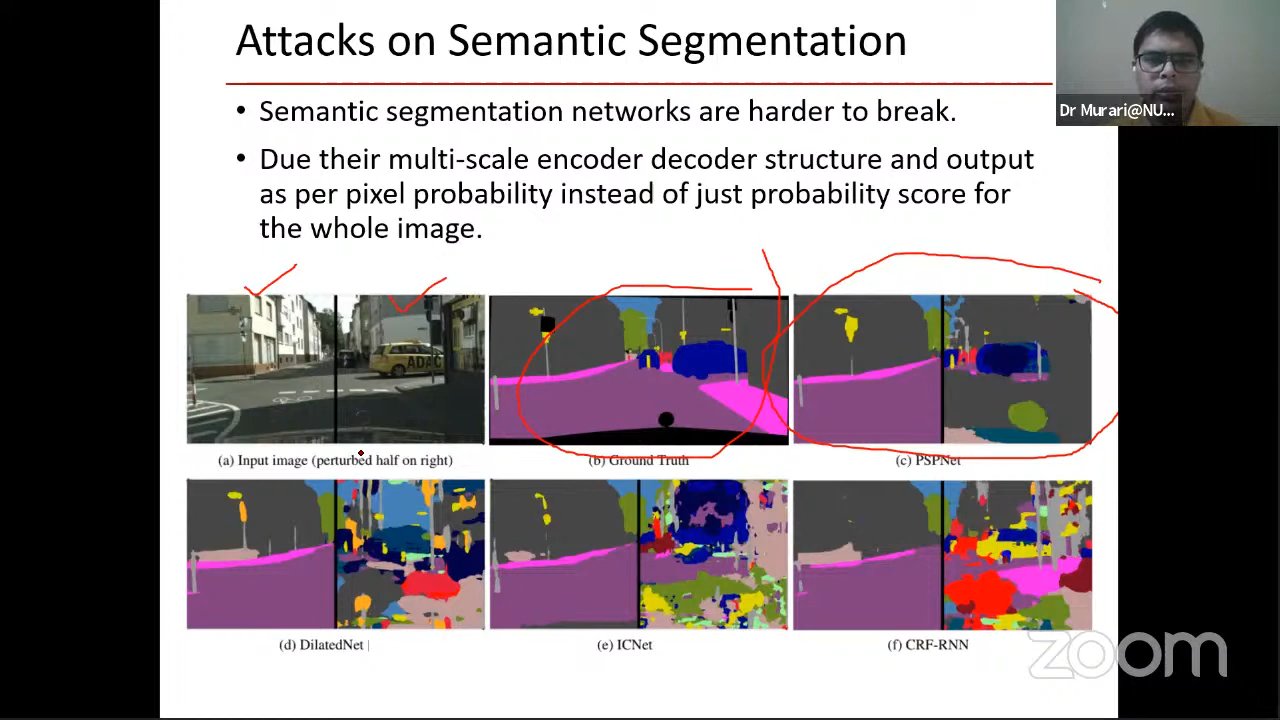 Attacks on Semantic Segmentation
Dr Murari@NU...
• Semantic segmentation networks are harder to break.
• Due their multi-scale encoder decoder structure and output
as per pixel probability instead of just probability score for
the whole image.
ADAC
(a) Input image (perturbed half on right)
(b) Ground Truth
(c) PSPNet
(d) DilatedNet
(e) ICNet
(f) CRF-RNN
zoom